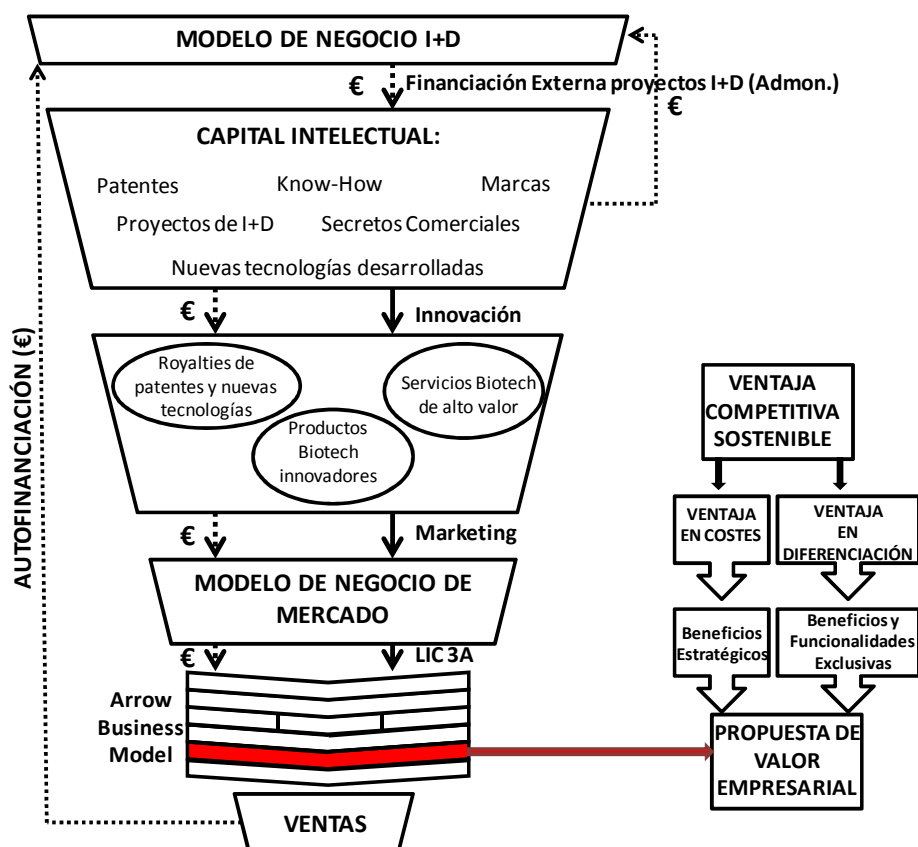 MODELO DE NEGOCIO I+D
€
Financiación Externa proyectos I+D (Admon.)
€
CAPITAL INTELECTUAL:
Patentes
Know-How
Marcas
Proyectos de I+D
Secretos Comerciales
Nuevas tecnologías desarrolladas
€
Innovación
AUTOFINANCIACIÓN (€)
Royalties de
patentes y nuevas
tecnologías
Servicios Biotech
de alto valor
Productos
Biotech
innovadores
€
Marketing
MODELO DE NEGOCIO DE
MERCADO
€
LIC 3A
Arrow
Business
Model
VENTAS
VENTAJA
COMPETITIVA
SOSTENIBLE
VENTAJA
EN COSTES
VENTAJA
EN
DIFERENCIACIÓN
Beneficios
Estratégicos
Beneficios y
Funcionalidades
Exclusivas
PROPUESTA DE
VALOR
EMPRESARIAL